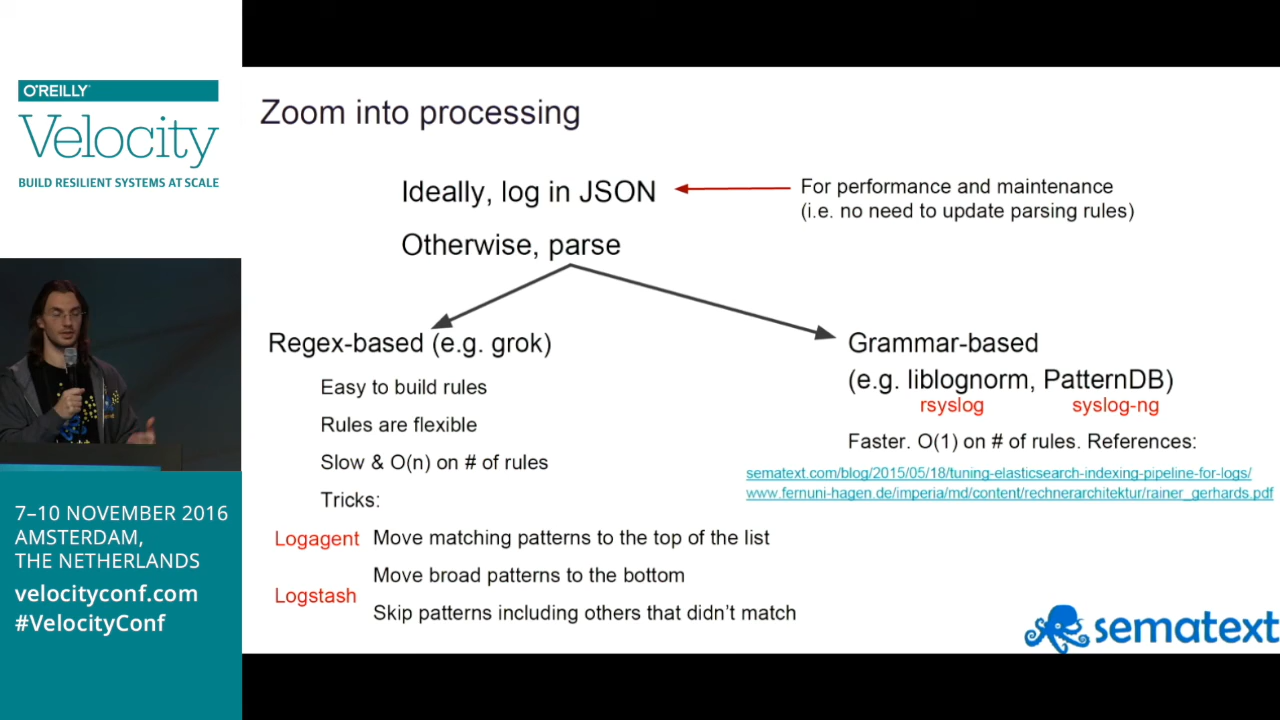 O'REILLY
Velocity
BUILD RESILIENT SYSTEMS AT SCALE
7–10 NOVEMBER 2016
AMSTERDAM,
THE NETHERLANDS
velocityconf.com
#VelocityConf
Zoom into processing
Ideally, log in JSON
For performance and maintenance
(i.e. no need to update parsing rules)
Otherwise, parse
Regex-based (e.g. grok)
Easy to build rules
Rules are flexible
Slow & O(n) on # of rules
Tricks:
Logagent Move matching patterns to the top of the list
Move broad patterns to the bottom
Logstash
Skip patterns including others that didn't match
Grammar-based
(e.g. liblognorm, PatternDB)
rsyslog syslog-ng
Faster. O(1) on # of rules. References:
sematext.com/blog/2015/05/18/tuning-elasticsearch-indexing-pipeline-for-logs/
www.fernuni-hagen.de/imperia/md/content/rechnerarchitektur/rainer_gerhards.pdf
sematext